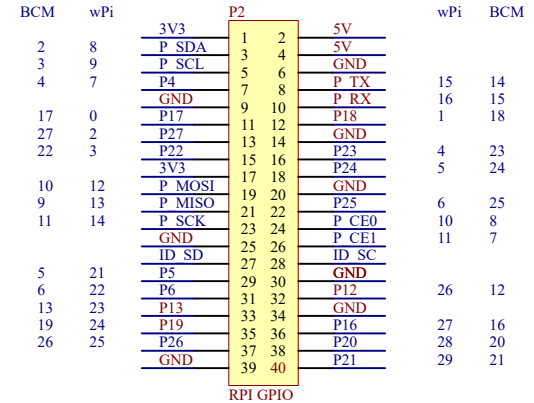 BCM wPi P2 wPi BCM
3V3 1 2 5V
2 8 P_SDA 3 4 5V
3 9 P_SCL 5 6 GND
4 7 P4 7 8 P_TX 15 14
GND 9 10 P_RX 16 15
17 0 P17 11 12 P18 1 18
27 2 P27 13 14 GND
22 3 P22 15 16 P23 4 23
3V3 17 18 P24 5 24
10 12 P_MOSI 19 20 GND
9 13 P_MISO 21 22 P25 6 25
11 14 P_SCK 23 24 P_CE0 10 8
GND 25 26 P_CE1 11 7
ID_SD 27 28 ID_SC
5 21 P5 29 30 GND
6 22 P6 31 32 P12 26 12
13 23 P13 33 34 GND
19 24 P19 35 36 P16 27 16
26 25 P26 37 38 P20 28 20
GND 39 40 P21 29 21
RPI GPIO